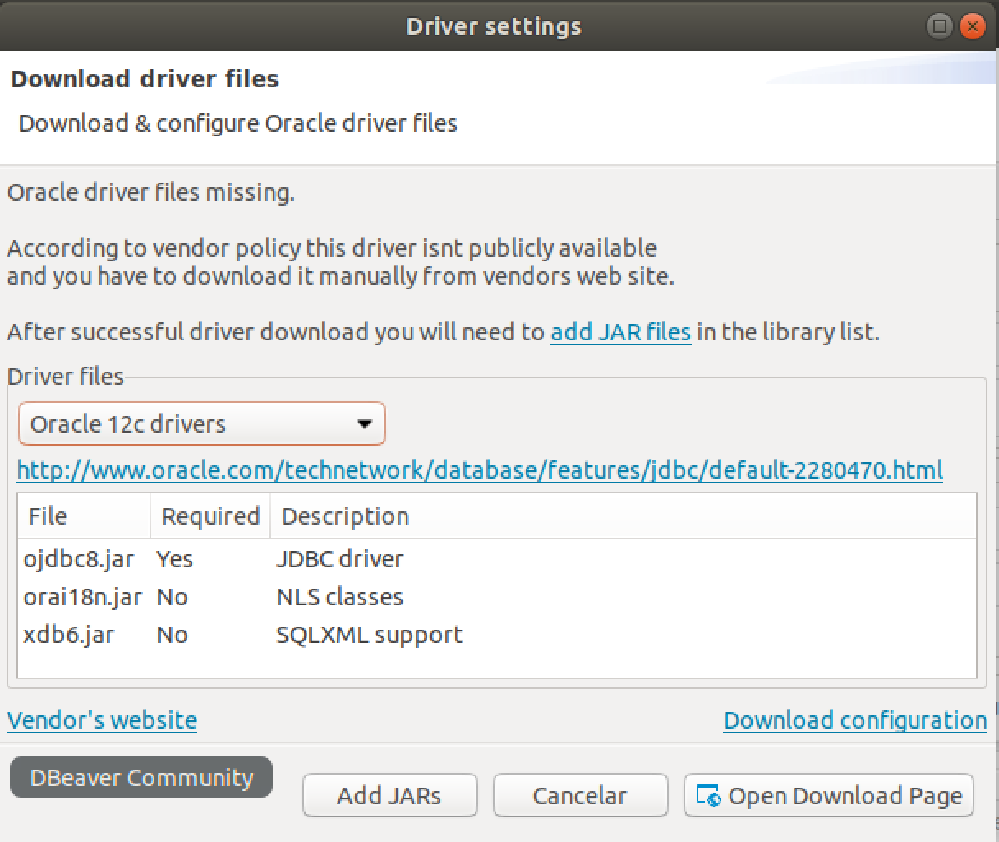 Driver settings
Download driver files
Download & configure Oracle driver files
Oracle driver files missing.
According to vendor policy this driver isnt publicly available
and you have to download it manually from vendors web site.
After successful driver download you will need to add JAR files in the library list.
Driver files
Oracle 12c drivers
http://www.oracle.com/technetwork/database/features/jdbc/default-2280470.html
File Required Description
ojdbc8.jar Yes JDBC driver
orai18n.jar No NLS classes
xdb6.jar No SQLXML support
Vendor's website Download configuration
DBeaver Community
Add JARs Cancelar Open Download Page